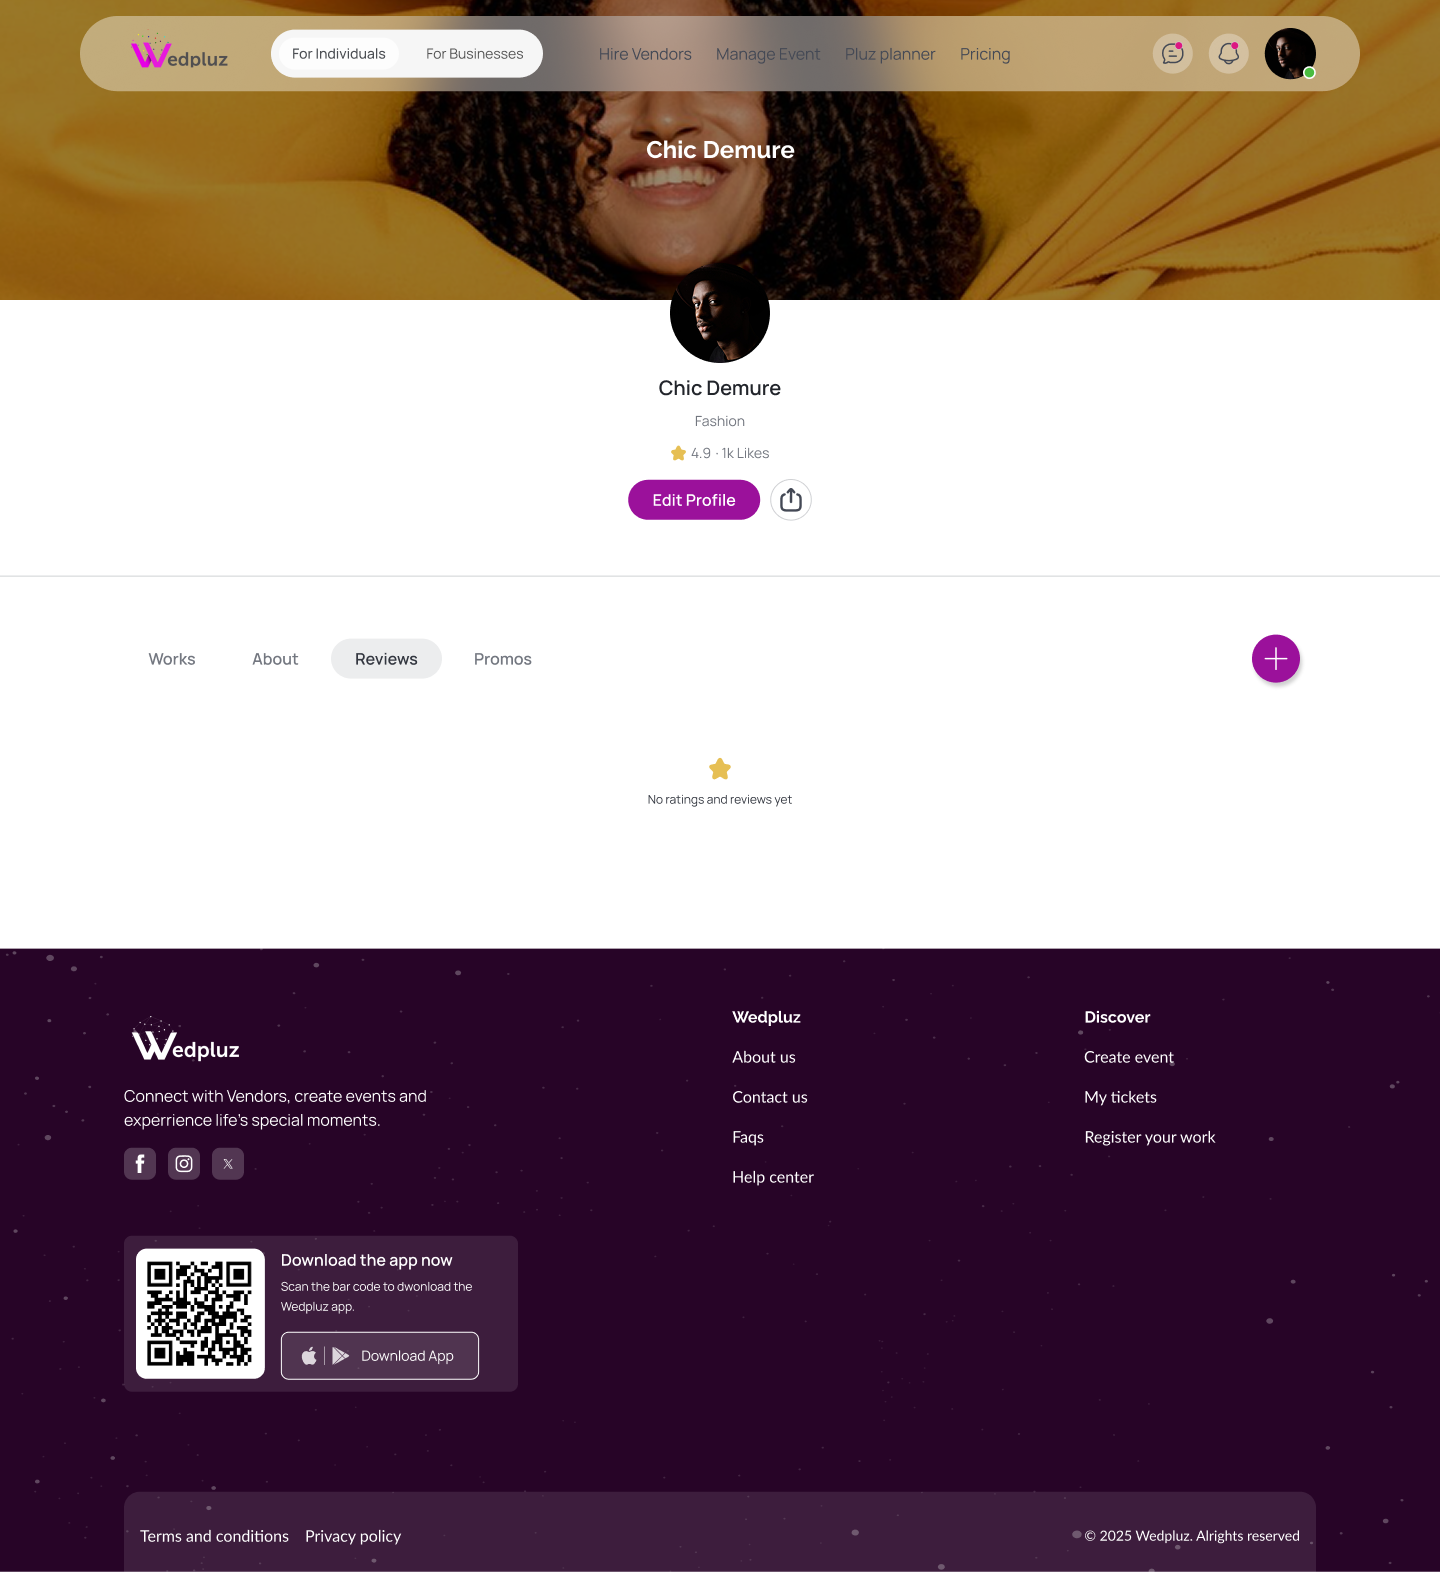 Wedpluz
For Individuals
For Businesses
Hire Vendors
Manage Event
Pluz planner
Pricing
Chic Demure
Chic Demure
Fashion
4.9 · 1k Likes
Edit Profile
Works
About
Reviews
Promos
No ratings and reviews yet
Wedpluz
Connect with Vendors, create events and
experience life's special moments.
Download the app now
Scan the bar code to dwonload the
Wedpluz app.
Download App
Wedpluz
About us
Contact us
Faqs
Help center
Discover
Create event
My tickets
Register your work
Terms and conditions
Privacy policy
© 2025 Wedpluz. Alrights reserved